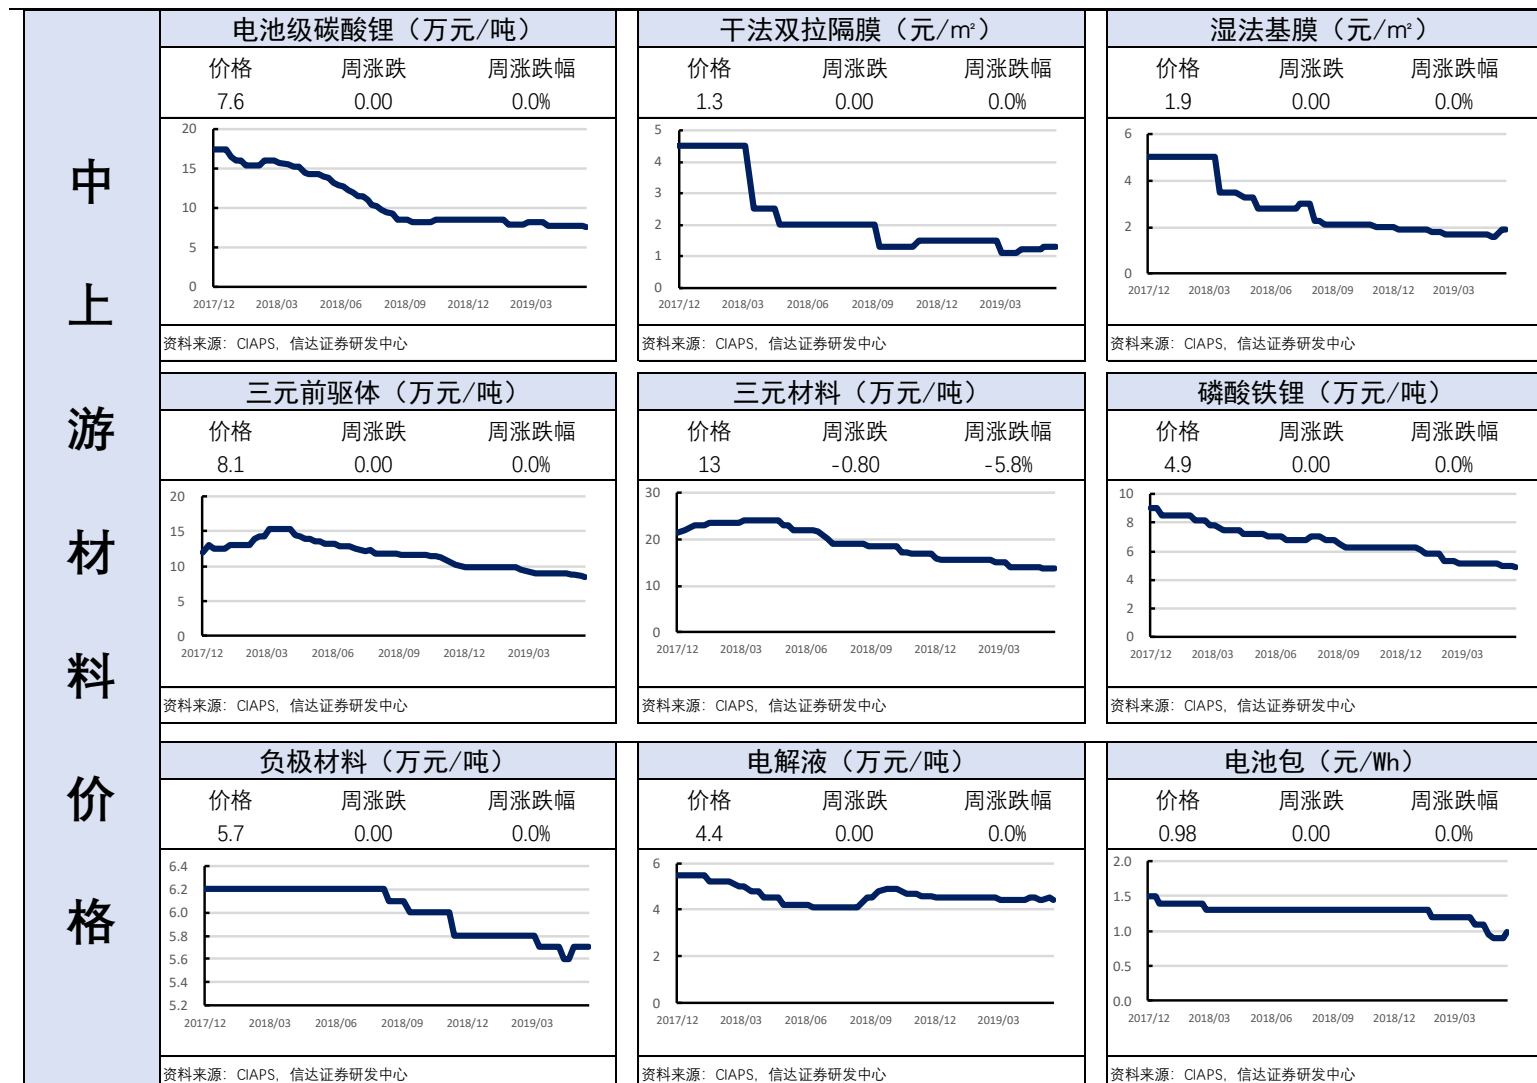 中
上
游
材
料
价
格
电池级碳酸锂（万元/吨）
价格 周涨跌 周涨跌幅
7.6 0.00 0.0%
20
15
10
5
0
2017/12 2018/03 2018/06 2018/09 2018/12 2019/03
资料来源：CIAPS，信达证券研发中心
干法双拉隔膜（元/㎡）
价格 周涨跌 周涨跌幅
1.3 0.00 0.0%
5
4
3
2
1
0
2017/12 2018/03 2018/06 2018/09 2018/12 2019/03
资料来源：CIAPS，信达证券研发中心
湿法基膜（元/㎡）
价格 周涨跌 周涨跌幅
1.9 0.00 0.0%
6
4
2
0
2017/12 2018/03 2018/06 2018/09 2018/12 2019/03
资料来源：CIAPS，信达证券研发中心
三元前驱体（万元/吨）
价格 周涨跌 周涨跌幅
8.1 0.00 0.0%
20
15
10
5
0
2017/12 2018/03 2018/06 2018/09 2018/12 2019/03
资料来源：CIAPS，信达证券研发中心
三元材料（万元/吨）
价格 周涨跌 周涨跌幅
13 -0.80 -5.8%
30
20
10
0
2017/12 2018/03 2018/06 2018/09 2018/12 2019/03
资料来源：CIAPS，信达证券研发中心
磷酸铁锂（万元/吨）
价格 周涨跌 周涨跌幅
4.9 0.00 0.0%
10
8
6
4
2
0
2017/12 2018/03 2018/06 2018/09 2018/12 2019/03
资料来源：CIAPS，信达证券研发中心
负极材料（万元/吨）
价格 周涨跌 周涨跌幅
5.7 0.00 0.0%
6.4
6.2
6.0
5.8
5.6
5.4
5.2
2017/12 2018/03 2018/06 2018/09 2018/12 2019/03
资料来源：CIAPS，信达证券研发中心
电解液（万元/吨）
价格 周涨跌 周涨跌幅
4.4 0.00 0.0%
6
4
2
0
2017/12 2018/03 2018/06 2018/09 2018/12 2019/03
资料来源：CIAPS，信达证券研发中心
电池包（元/Wh）
价格 周涨跌 周涨跌幅
0.98 0.00 0.0%
2.0
1.5
1.0
0.5
0.0
2017/12 2018/03 2018/06 2018/09 2018/12 2019/03
资料来源：CIAPS，信达证券研发中心